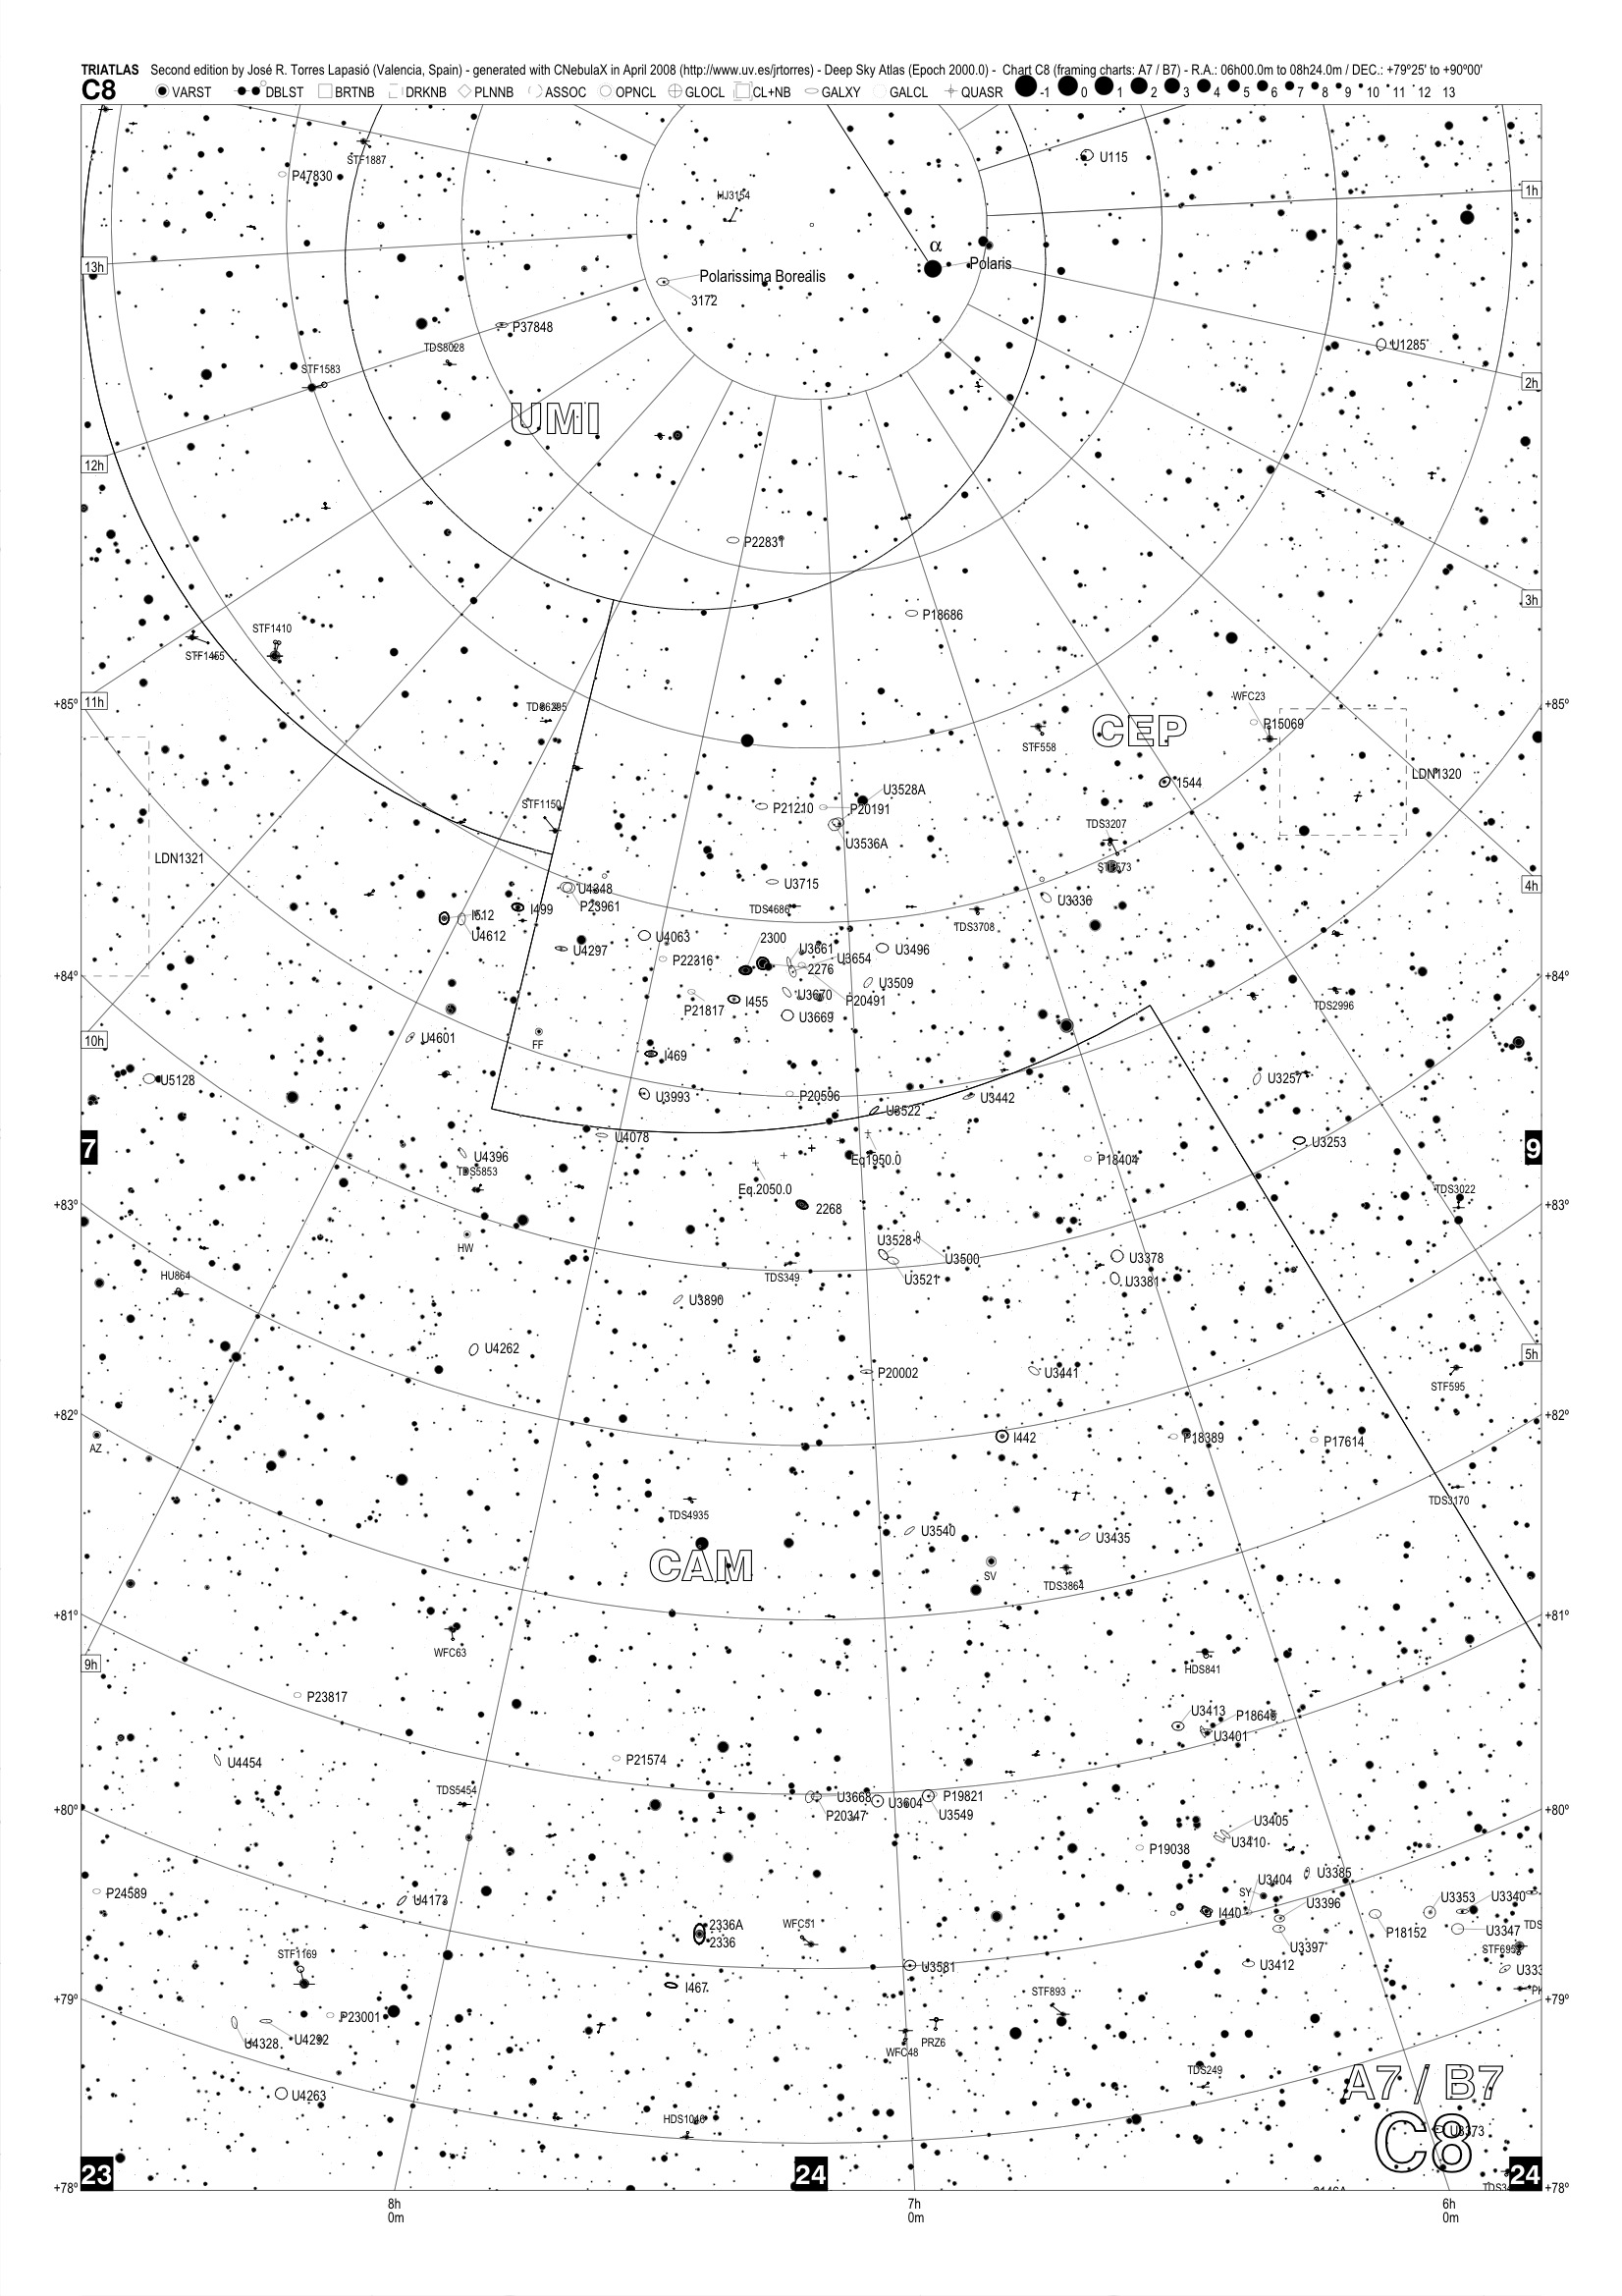 TRIATLAS Second edition by José R. Torres Lapasió (Valencia, Spain) - generated with CNebulaX in April 2008 (http://www.uv.es/jrtorres) - Deep Sky Atlas (Epoch 2000.0) - Chart C8 (framing charts: A7 / B7) - R.A.: 06h00.0m to 08h24.0m / DEC.: +79°25' to +90°00'
C8 VARST DBLST BRTNB DRKNB PLNNB ASSOC OPNCL GLOCL CL+NB GALXY GALCL QUASR -1 0 1 2 3 4 5 6 7 8 9 10 11 12 13
STF1887
U115
P47830
1h
HJ3154
α
13h
Polaris
Polarissima Borealis
3172
P37848
U1285
TDS8028
STF1583
2h
UMI
12h
P22831
3h
P18686
STF1410
STF1455
WFC23
11h
+85°
+85°
TDS6295
P15069
CEP
STF558
LDN1320
I544
U3528A
STF1150
P21210
P20191
TDS3207
U3536A
LDN1321
STF573
U3715
4h
U4348
U3336
P23961
I499
TDS4686
I512
TDS3708
U4612
U4063
2300
U4297
U3661
U3496
P22316
U3654
2276
+84°
+84°
U3509
U3670
I455
P20491
TDS2996
P21817
U3669
U4601
10h
FF
I469
U5128
U3257
U3993
P20596
U3442
U3522
U4078
7
9
U3253
U4396
Eq1950.0
P18404
TDS5853
Eq.2050.0
TDS3022
+83°
+83°
2268
U3528
HW
U3500
U3378
HU864
TDS349
U3521
U3381
U3890
U4262
5h
P20002
U3441
STF595
+82°
+82°
I442
P18389
P17614
AZ
TDS3170
TDS4935
U3540
U3435
CAM
SV
TDS3864
+81°
+81°
WFC63
9h
HDS841
P23817
U3413
P18646
U3401
P21574
U4454
TDS5454
U3668
P19821
+80°
U3604
+80°
P20347
U3549
U3405
U3410
P19038
U3385
U3404
P24589
SY
U3353
U3340
U4173
U3396
I440
2336A
WFC51
P18152
U3347
TDS
2336
U3397
STF1169
STF695
U3412
U3581
U333
I467
STF893
+79°
+79°
P23001
PRZ6
U4328
U4292
WFC48
TDS249
A7 / B7
U4263
HDS1046
C8
U3373
23
24
24
+78°
+78°
8h
0m
7h
0m
6h
0m